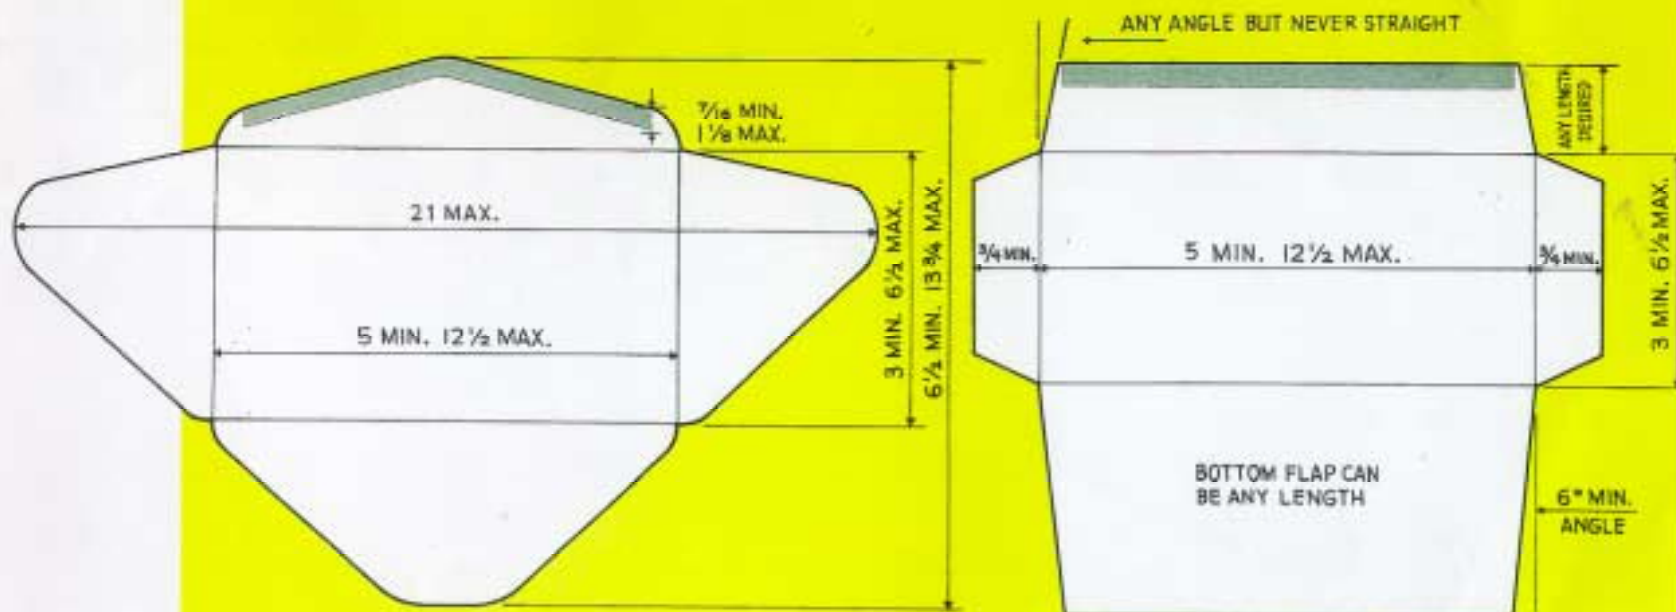 7/16 MIN.
1 1/8 MAX.
21 MAX.
5 MIN. 12 1/2 MAX.
3 MIN. 6 1/2 MAX.
6 1/2 MIN. 13 3/4 MAX.
ANY ANGLE BUT NEVER STRAIGHT
ANY LENGTH
DESIRED
3/4 MIN.
5 MIN. 12 1/2 MAX.
3/4 MIN.
3 MIN. 6 1/2 MAX.
BOTTOM FLAP CAN
BE ANY LENGTH
6° MIN.
ANGLE